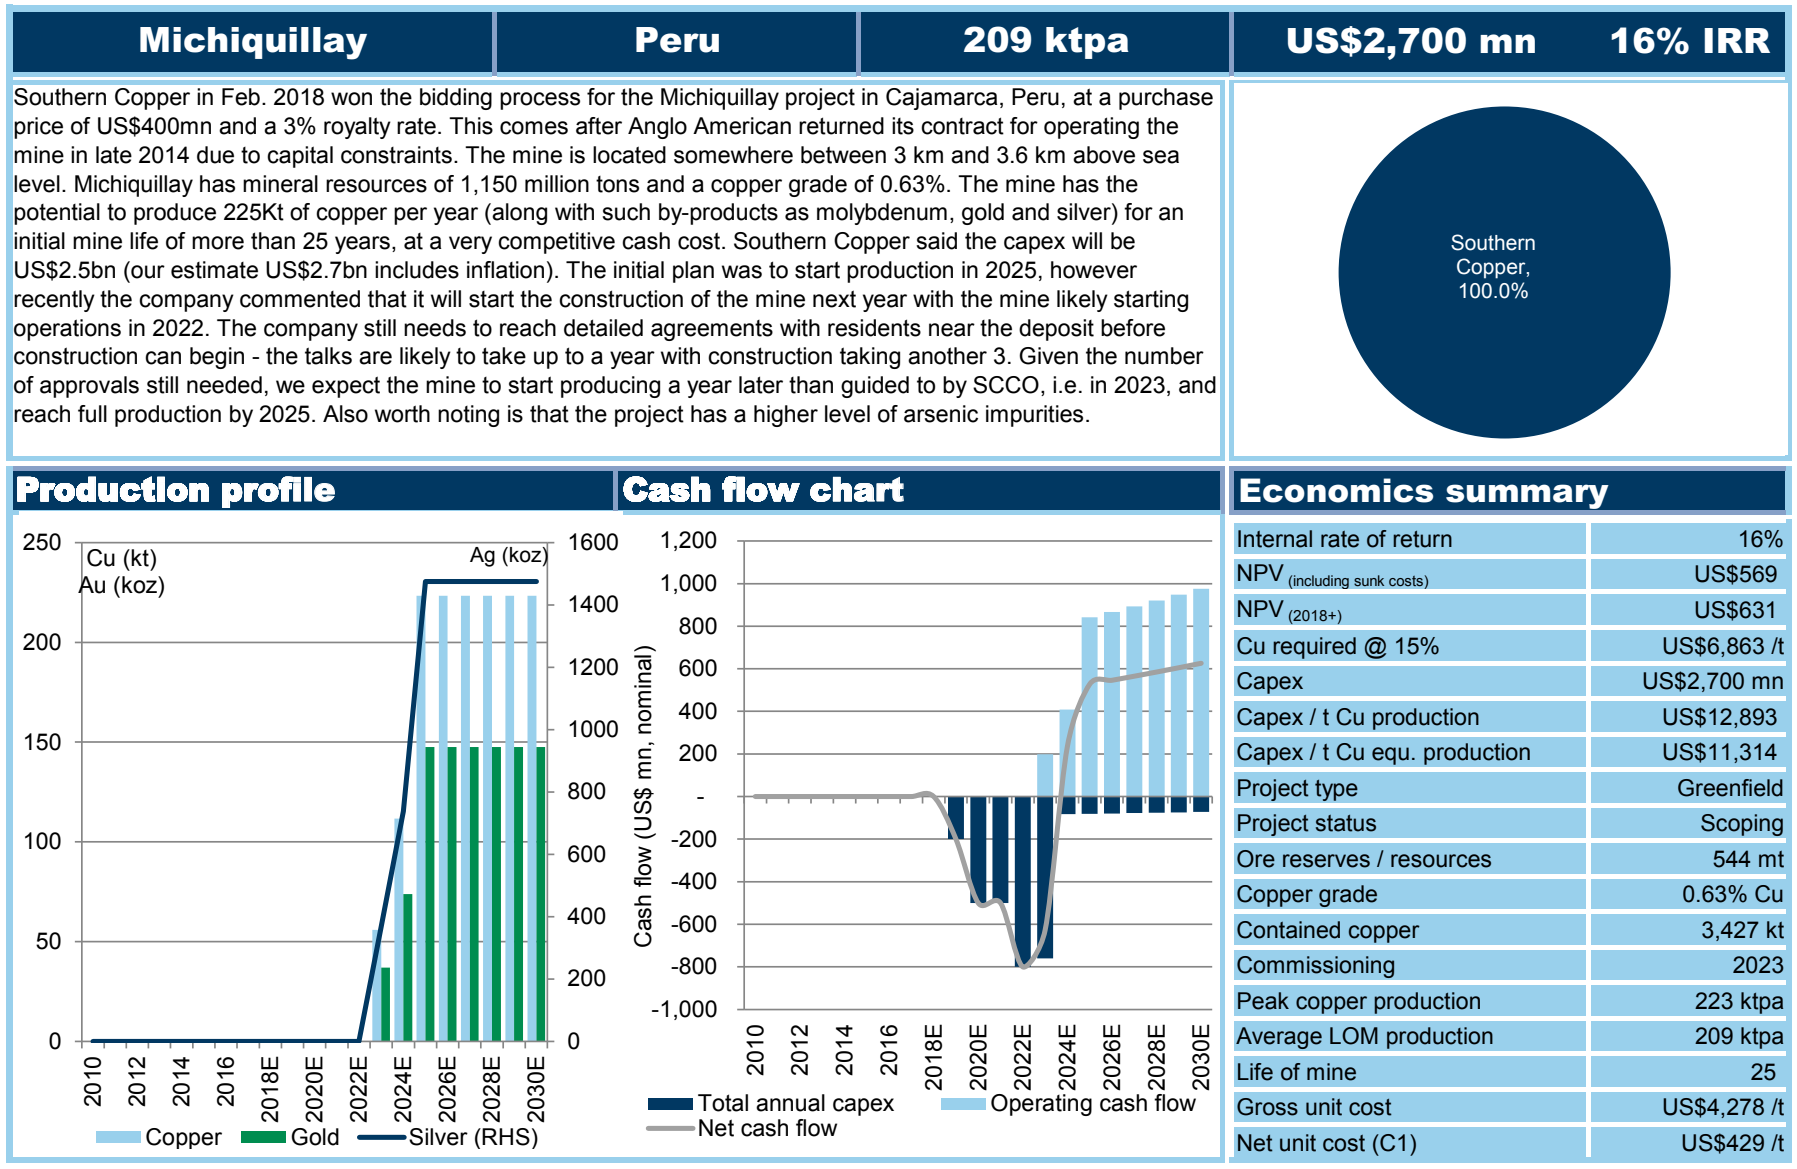 Michiquillay
Peru
209 ktpa
US$2,700 mn
16% IRR
Southern Copper in Feb. 2018 won the bidding process for the Michiquillay project in Cajamarca, Peru, at a purchase
price of US$400mn and a 3% royalty rate. This comes after Anglo American returned its contract for operating the
mine in late 2014 due to capital constraints. The mine is located somewhere between 3 km and 3.6 km above sea
level. Michiquillay has mineral resources of 1,150 million tons and a copper grade of 0.63%. The mine has the
potential to produce 225Kt of copper per year (along with such by-products as molybdenum, gold and silver) for an
initial mine life of more than 25 years, at a very competitive cash cost. Southern Copper said the capex will be
US$2.5bn (our estimate US$2.7bn includes inflation). The initial plan was to start production in 2025, however
recently the company commented that it will start the construction of the mine next year with the mine likely starting
operations in 2022. The company still needs to reach detailed agreements with residents near the deposit before
construction can begin - the talks are likely to take up to a year with construction taking another 3. Given the number
of approvals still needed, we expect the mine to start producing a year later than guided to by SCCO, i.e. in 2023, and
reach full production by 2025. Also worth noting is that the project has a higher level of arsenic impurities.
Southern
Copper,
100.0%
Production profile
250
200
150
100
50
0
Cu (kt)
Au (koz)
Ag (koz)
1600
1400
1200
1000
800
600
400
200
0
2010
2012
2014
2016
2018E
2020E
2022E
2024E
2026E
2028E
2030E
Copper
Gold
Silver (RHS)
Cash flow chart
Cash flow (US$ mn, nominal)
1,200
1,000
800
600
400
200
-
-200
-400
-600
-800
-1,000
2010
2012
2014
2016
2018E
2020E
2022E
2024E
2026E
2028E
2030E
Total annual capex
Operating cash flow
Net cash flow
Economics summary
Internal rate of return 16%
NPV (including sunk costs) US$569
NPV (2018+) US$631
Cu required @ 15% US$6,863 /t
Capex US$2,700 mn
Capex / t Cu production US$12,893
Capex / t Cu equ. production US$11,314
Project type Greenfield
Project status Scoping
Ore reserves / resources 544 mt
Copper grade 0.63% Cu
Contained copper 3,427 kt
Commissioning 2023
Peak copper production 223 ktpa
Average LOM production 209 ktpa
Life of mine 25
Gross unit cost US$4,278 /t
Net unit cost (C1) US$429 /t